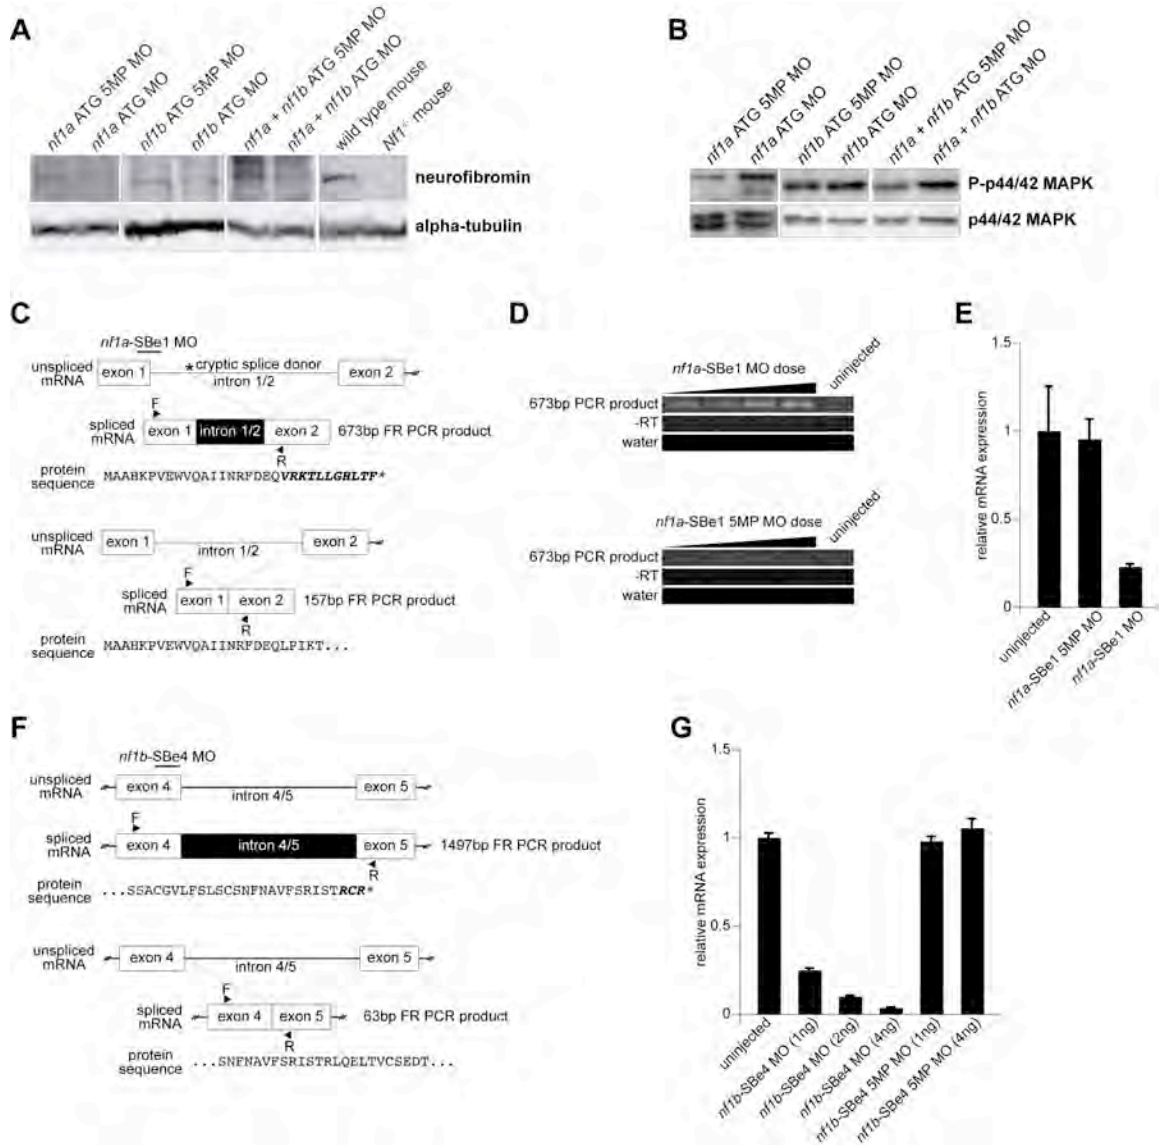 A
nf1a ATG 5MP MO
nf1a ATG MO
nf1b ATG 5MP MO
nf1b ATG MO
nf1a + nf1b ATG 5MP MO
nf1a + nf1b ATG MO
wild type mouse
Nf1-/- mouse
neurofibromin
alpha-tubulin
B
nf1a ATG 5MP MO
nf1a ATG MO
nf1b ATG 5MP MO
nf1b ATG MO
nf1a + nf1b ATG 5MP MO
nf1a + nf1b ATG MO
P-p44/42 MAPK
p44/42 MAPK
C
nf1a-SBe1 MO
unspliced mRNA
exon 1
*cryptic splice donor
intron 1/2
exon 2
F
spliced mRNA
exon 1
intron 1/2
exon 2
673bp FR PCR product
R
protein sequence
MAAHKPVEWVQAIINRFDEQVRKTLLGHLTF*
unspliced mRNA
exon 1
intron 1/2
exon 2
F
spliced mRNA
exon 1
exon 2
157bp FR PCR product
R
protein sequence
MAAHKPVEWVQAIINRFDEQLPIKT...
D
nf1a-SBe1 MO dose
uninjected
673bp PCR product
-RT
water
nf1a-SBe1 5MP MO dose
uninjected
673bp PCR product
-RT
water
E
1.5
1
0.5
0
relative mRNA expression
uninjected
nf1a-SBe1 5MP MO
nf1a-SBe1 MO
F
nf1b-SBe4 MO
unspliced mRNA
exon 4
intron 4/5
exon 5
F
spliced mRNA
exon 4
intron 4/5
exon 5
1497bp FR PCR product
R
protein sequence
...SSACGVLFSLSCSNFNAVFSRISTRCR*
unspliced mRNA
exon 4
intron 4/5
exon 5
F
spliced mRNA
exon 4
exon 5
63bp FR PCR product
R
protein sequence
...SNFNAVFSRISTRLQELTVCSEDT...
G
1.5
1
0.5
0
relative mRNA expression
uninjected
nf1b-SBe4 MO (1ng)
nf1b-SBe4 MO (2ng)
nf1b-SBe4 MO (4ng)
nf1b-SBe4 5MP MO (1ng)
nf1b-SBe4 5MP MO (4ng)